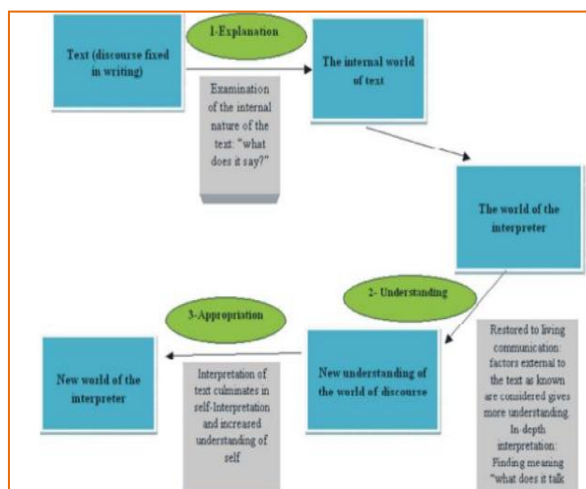 Text (discourse fixed
in writing)
1-Explanation
Examination
of the internal
nature of the
text: "what
does it say?"
The internal world
of text
The world of the
interpreter
2- Understanding
Restored to living
communication:
factors external to
the text as known
are considered gives
more understanding.
In-depth
interpretation:
Finding meaning
"what does it talk
New understanding of
the world of discourse
3-Appropriation
Interpretation of
text culminates in
self-Interpretation
and increased
understanding of
self
New world of the
interpreter